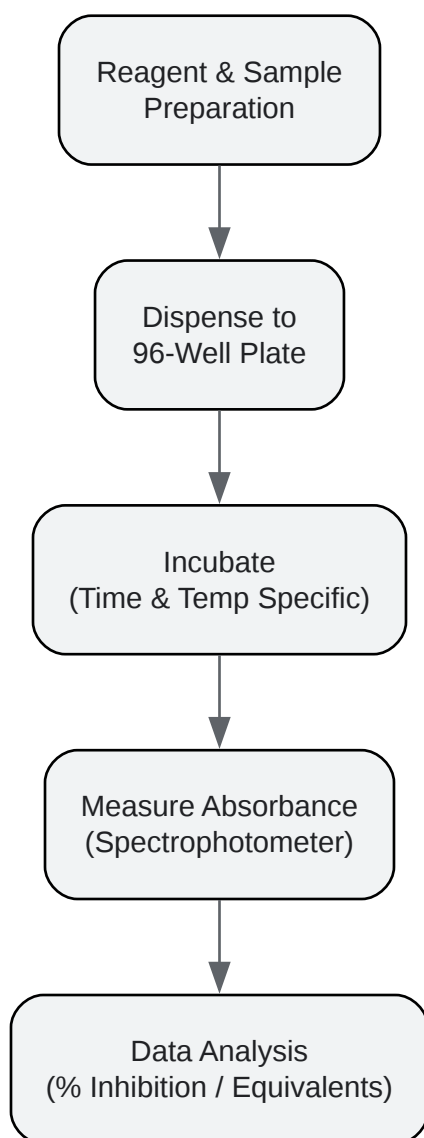 Reagent & Sample
Preparation
Dispense to
96-Well Plate
Incubate
(Time & Temp Specific)
Measure Absorbance
(Spectrophotometer)
Data Analysis
(% Inhibition / Equivalents)